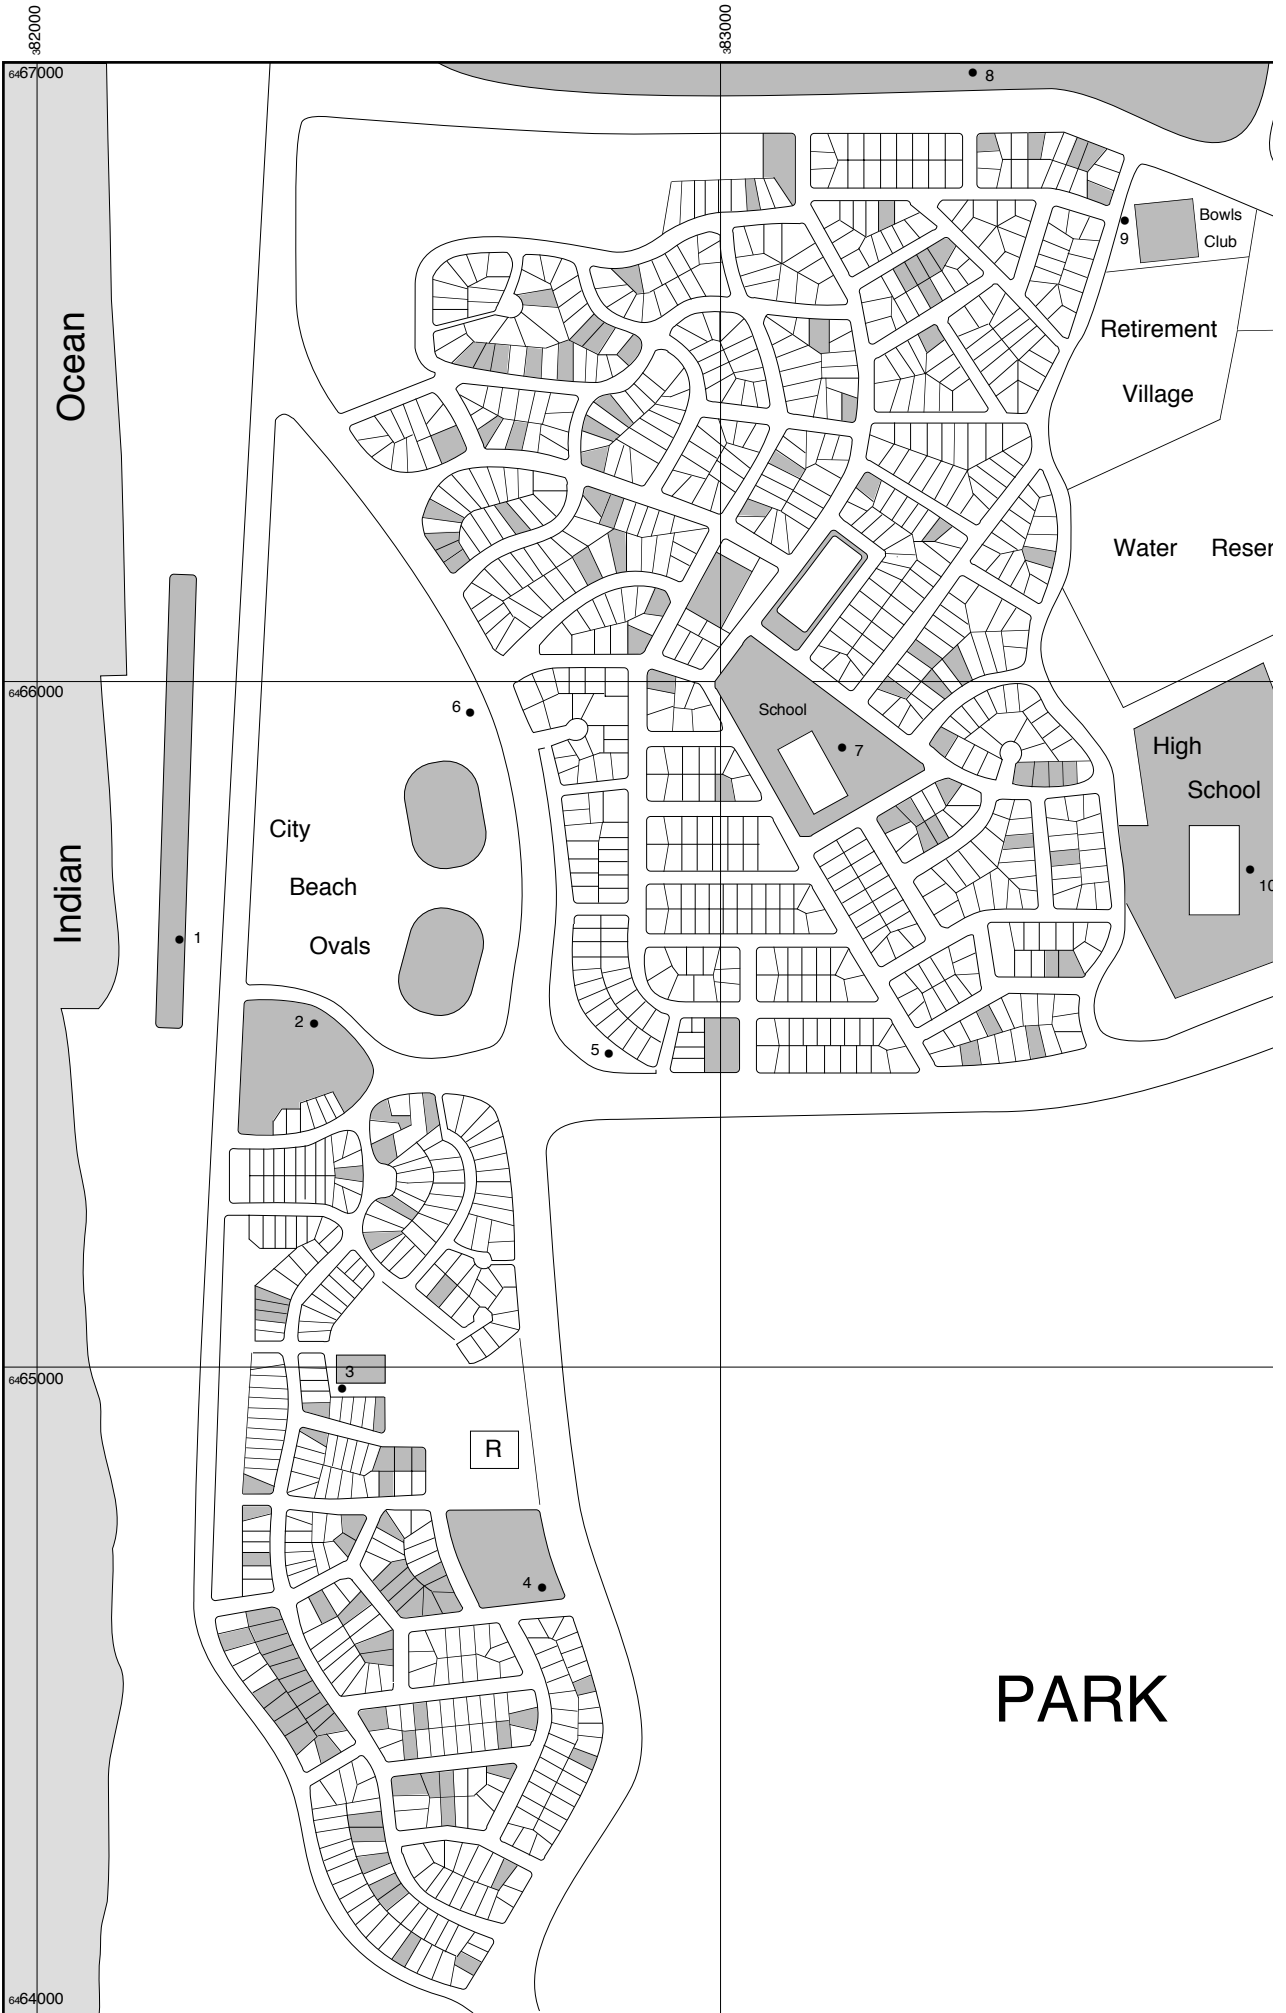 382000
383000
6467000
8
Bowls
9
Club
Ocean
Retirement
Village
Water Reser
6466000
6
School
7
High
School
City
10
Beach
Indian
Ovals
1
2
5
3
6465000
R
4
PARK
6464000